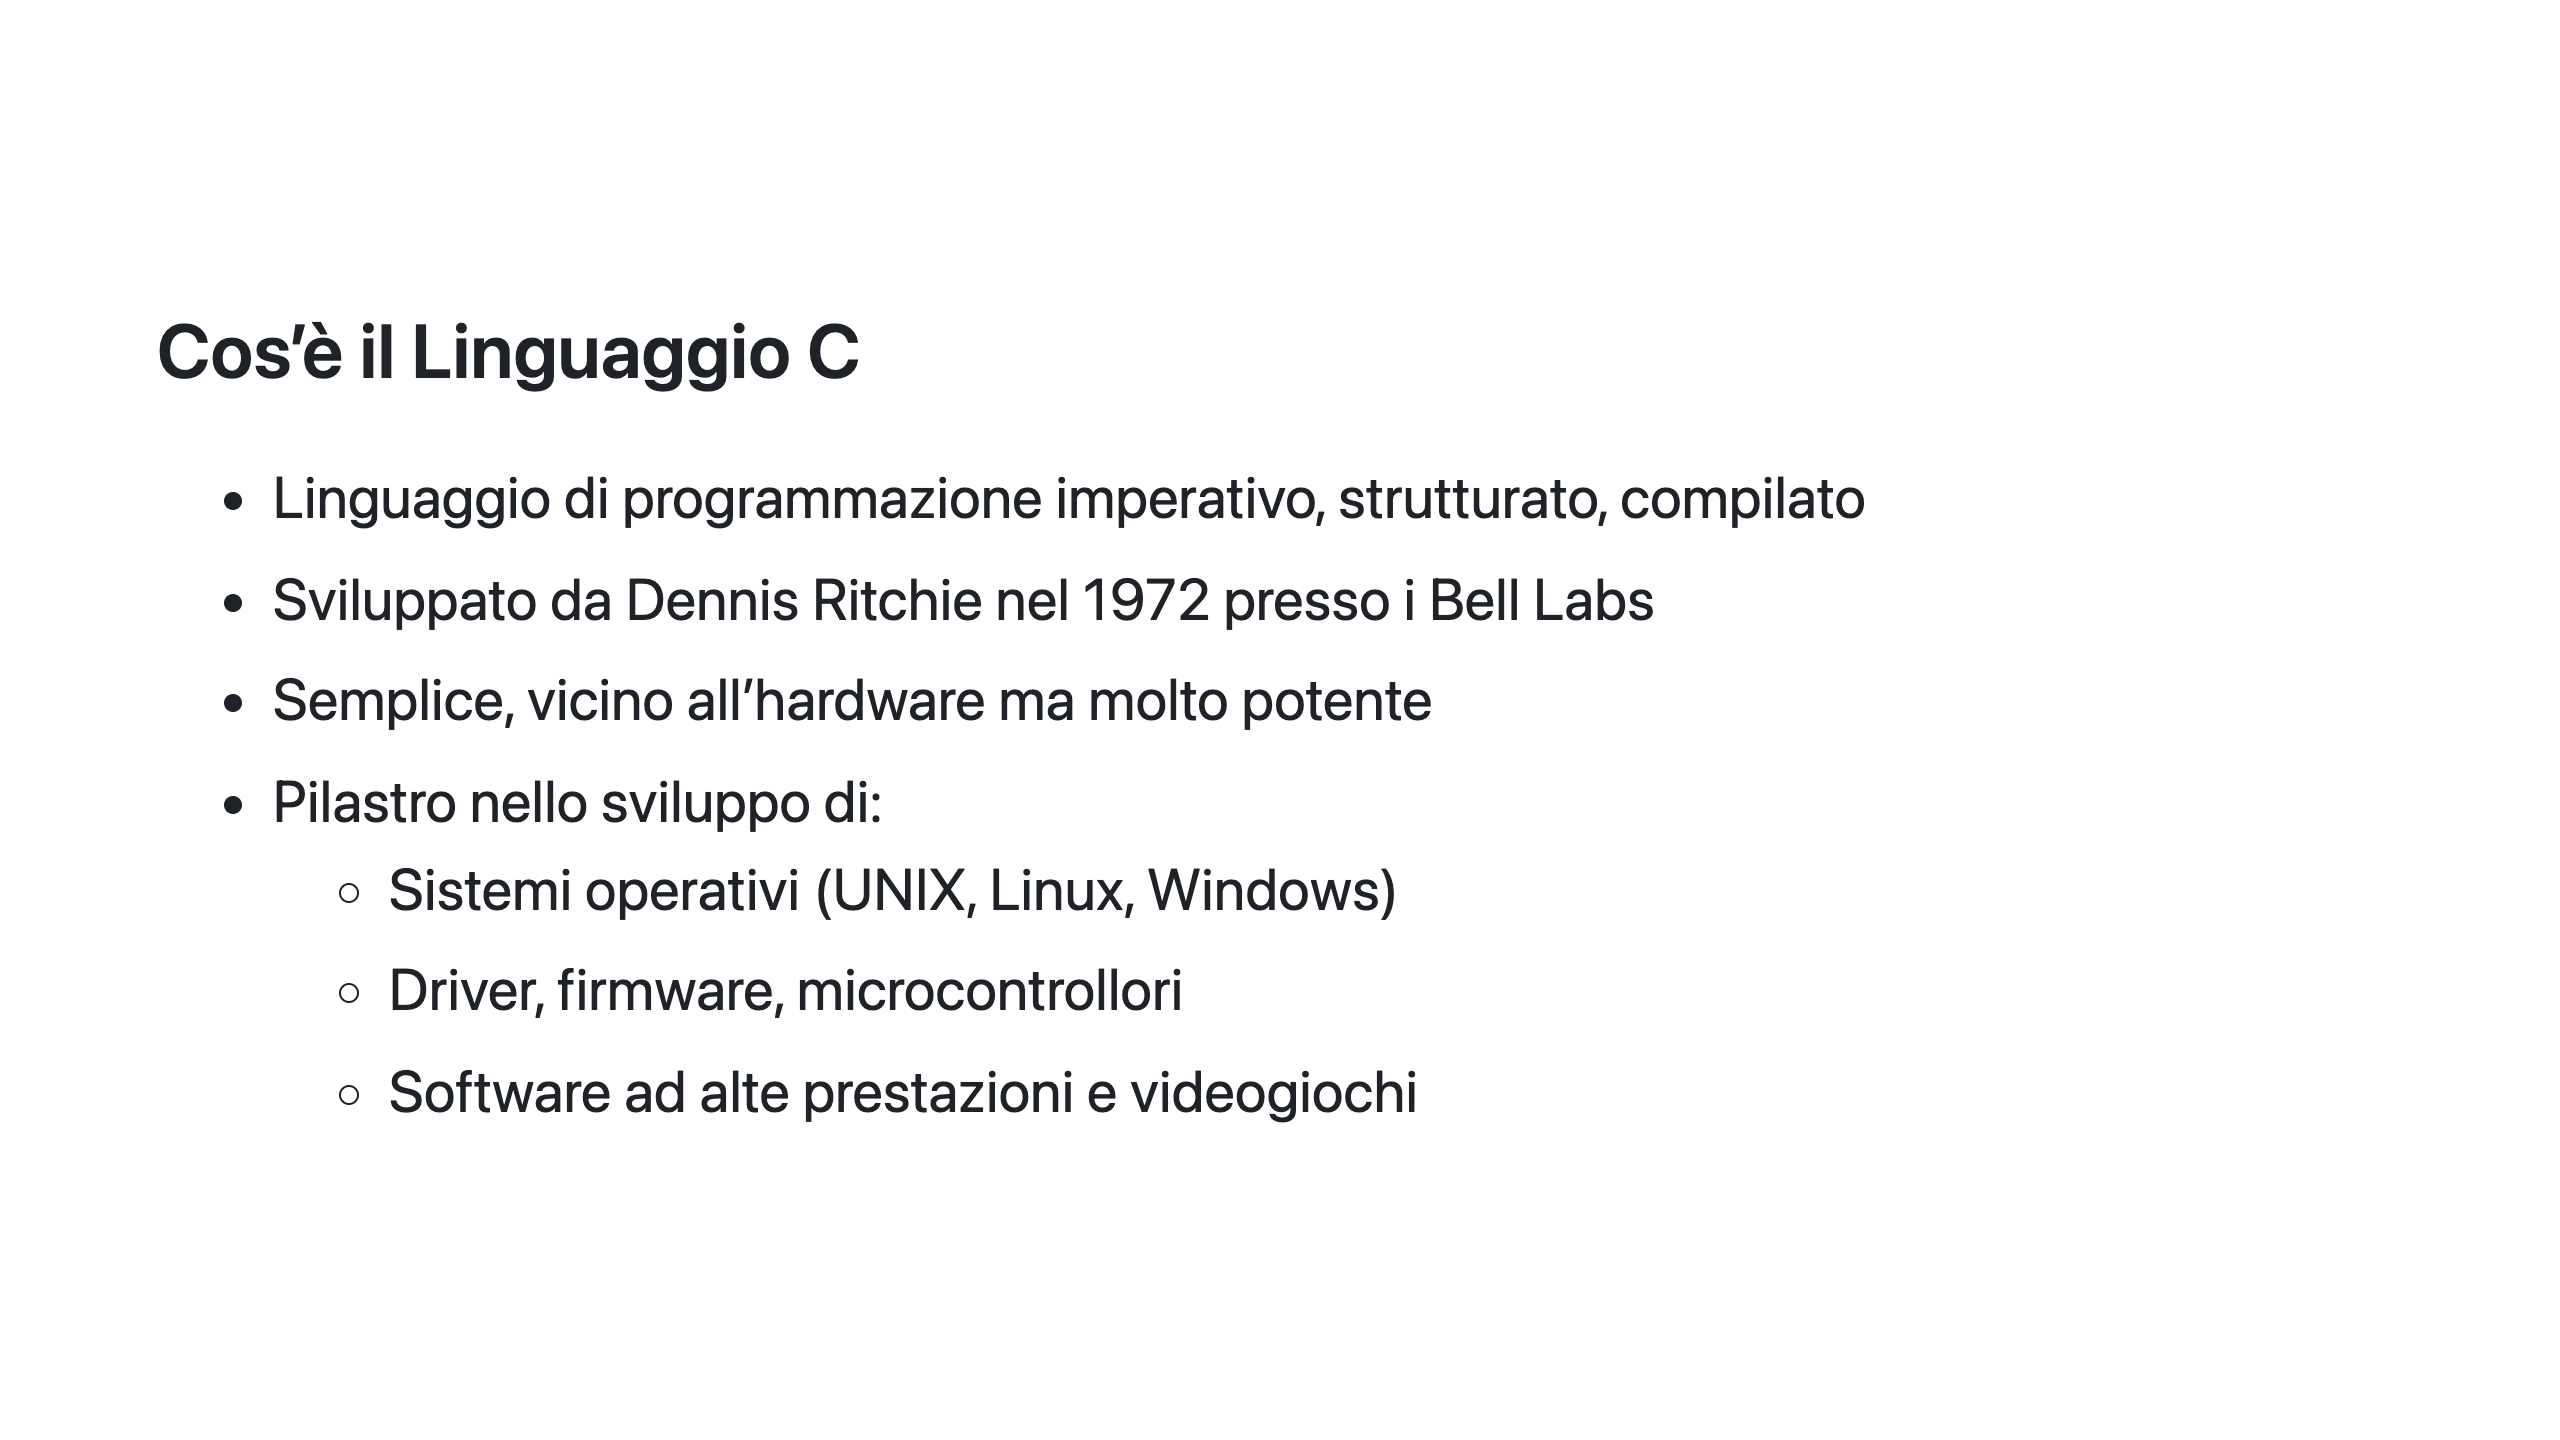 Cos’è il Linguaggio C
• Linguaggio di programmazione imperativo, strutturato, compilato
• Sviluppato da Dennis Ritchie nel 1972 presso i Bell Labs
• Semplice, vicino all’hardware ma molto potente
• Pilastro nello sviluppo di:
○ Sistemi operativi (UNIX, Linux, Windows)
○ Driver, firmware, microcontrollori
○ Software ad alte prestazioni e videogiochi